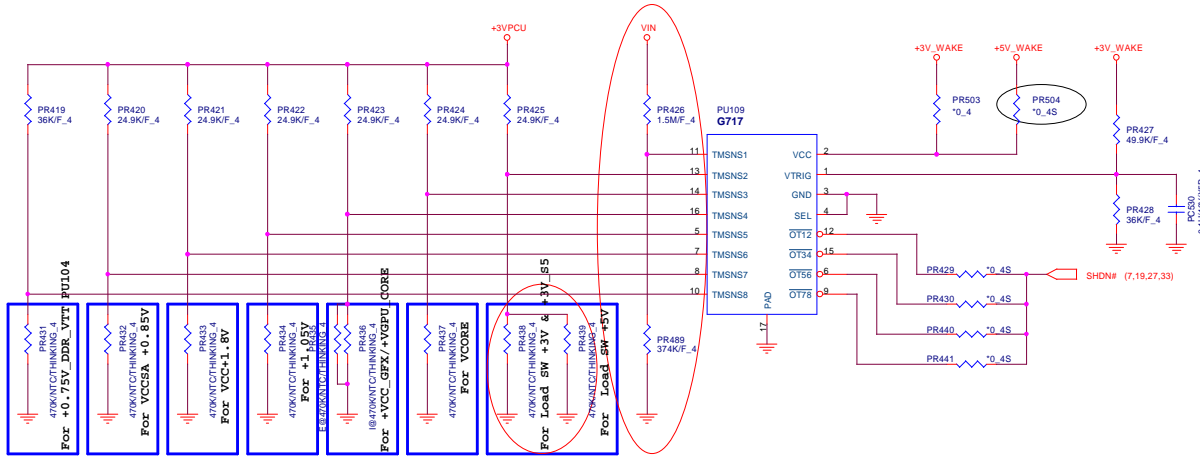 +3VPCU
VIN
+3V_WAKE
+5V_WAKE
+3V_WAKE
PR419
36K/F_4
PR420
24.9K/F_4
PR421
24.9K/F_4
PR422
24.9K/F_4
PR423
24.9K/F_4
PR424
24.9K/F_4
PR425
24.9K/F_4
PR426
1.5M/F_4
PU109
G717
PR503
*0_4
PR504
*0_4S
PR427
49.9K/F_4
11
TMSNS1
VCC
2
13
TMSNS2
VTRIG
1
14
TMSNS3
GND
3
16
TMSNS4
SEL
4
5
TMSNS5
OT12
12
7
TMSNS6
OT34
15
8
TMSNS7
OT56
6
10
TMSNS8
OT78
9
PAD
17
PR428
36K/F_4
PC530
PR429
*0_4S
PR430
*0_4S
PR440
*0_4S
PR441
*0_4S
SHDN# (7,19,27,33)
PR431
470K/NTC/THINKING_4
For +0.75V_DDR_VTT PU104
PR432
470K/NTC/THINKING_4
For VCCSA +0.85V
PR433
470K/NTC/THINKING_4
For VCC+1.8V
PR434
470K/NTC/THINKING_4
For +1.05V
PR435
E@470K/NTC/THINKING_4
PR436
I@470K/NTC/THINKING_4
For +VCC_GFX/+VGPU_CORE
PR437
470K/NTC/THINKING_4
For VCORE
PR438
470K/NTC/THINKING_4
For Load SW +3V & +3V_S5
PR439
470K/NTC/THINKING_4
For Load SW +5V
PR489
374K/F_4